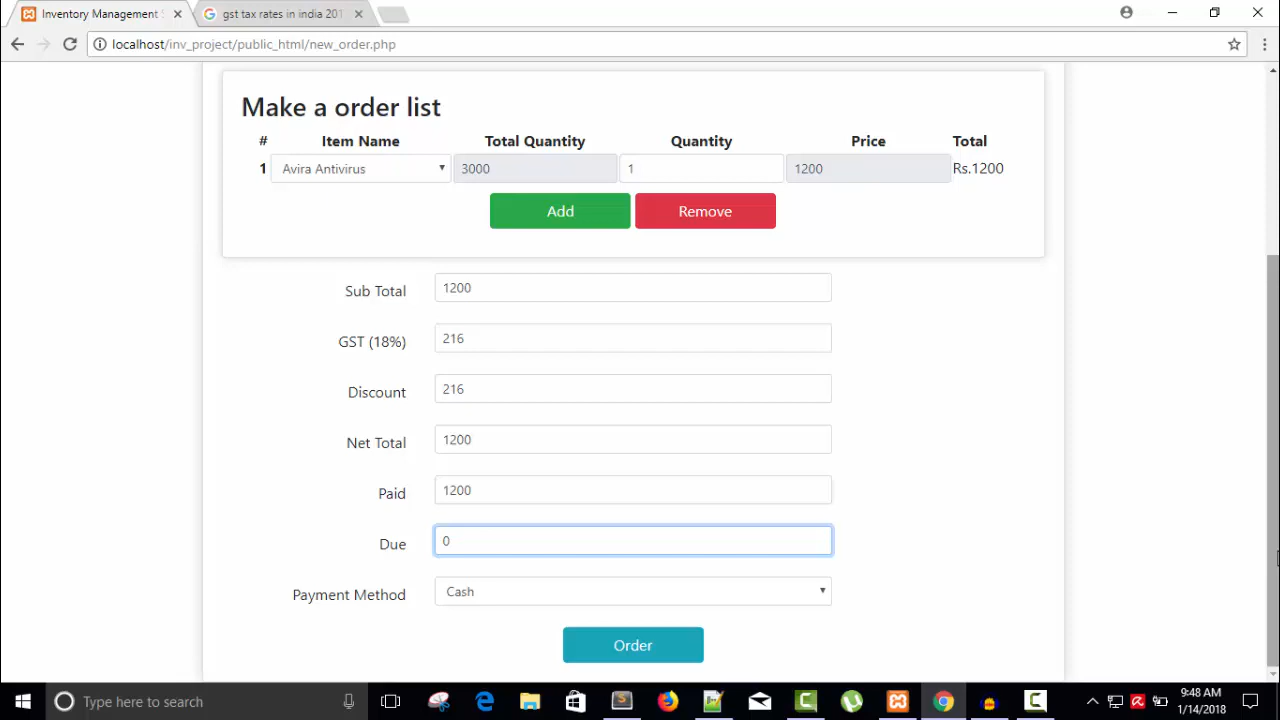 Inventory Management S
gst tax rates in india 201
localhost/inv_project/public_html/new_order.php
Make a order list
# Item Name Total Quantity Quantity Price Total
1 Avira Antivirus 3000 1 1200 Rs.1200
Add Remove
Sub Total 1200
GST (18%) 216
Discount 216
Net Total 1200
Paid 1200
Due 0
Payment Method Cash
Order
Type here to search
9:48 AM
1/14/2018